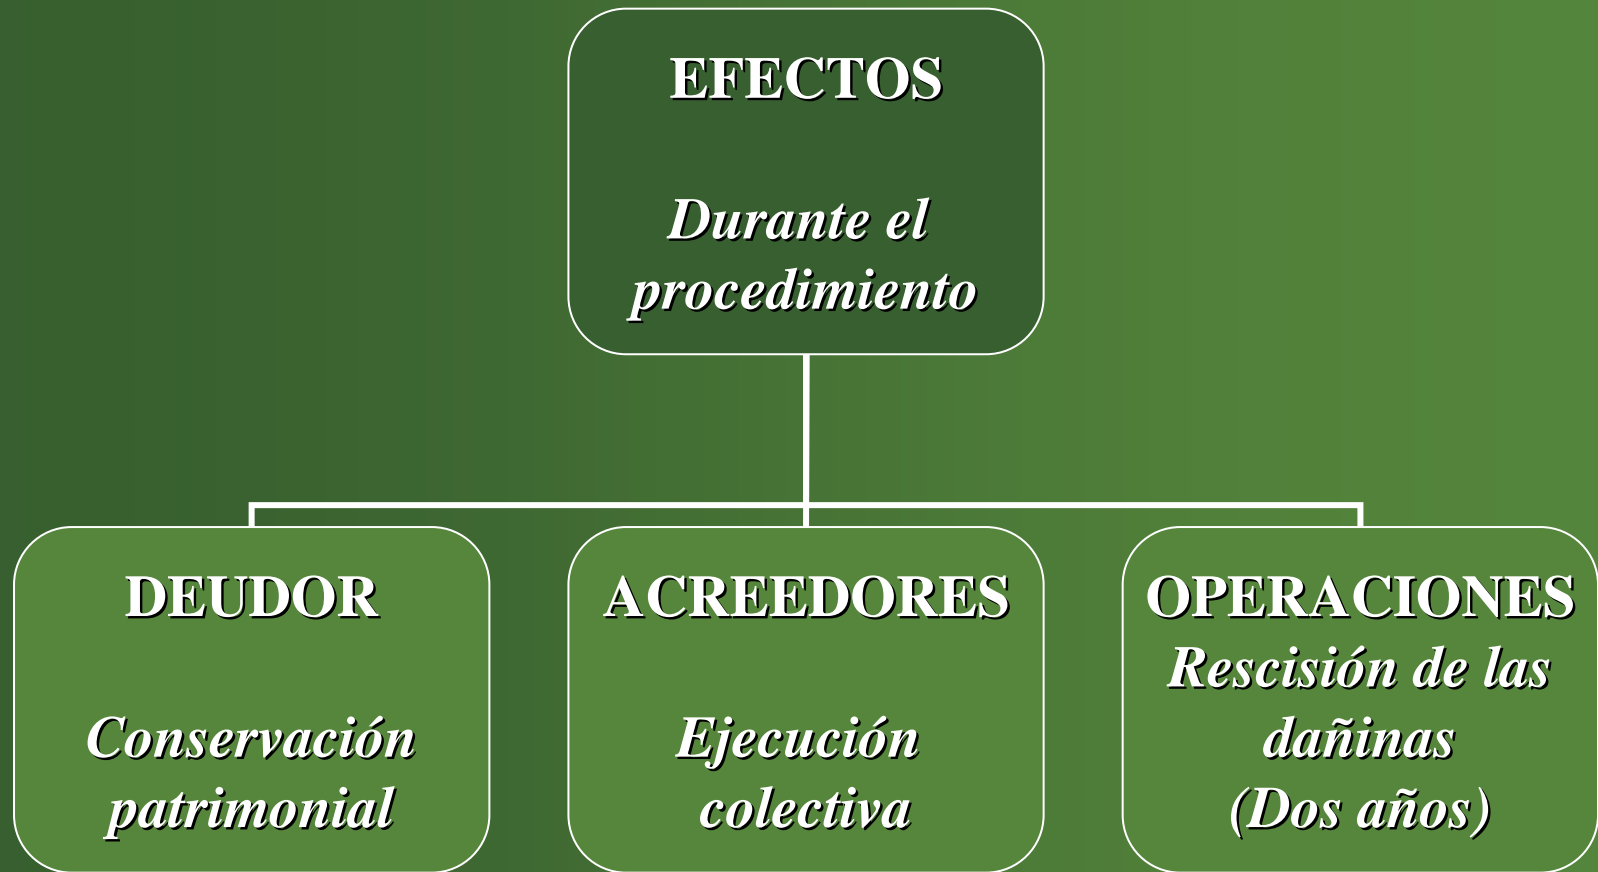 EFECTOS
Durante el
procedimiento
DEUDOR
Conservación
patrimonial
ACREEDORES
Ejecución
colectiva
OPERACIONES
Rescisión de las
dañinas
(Dos años)